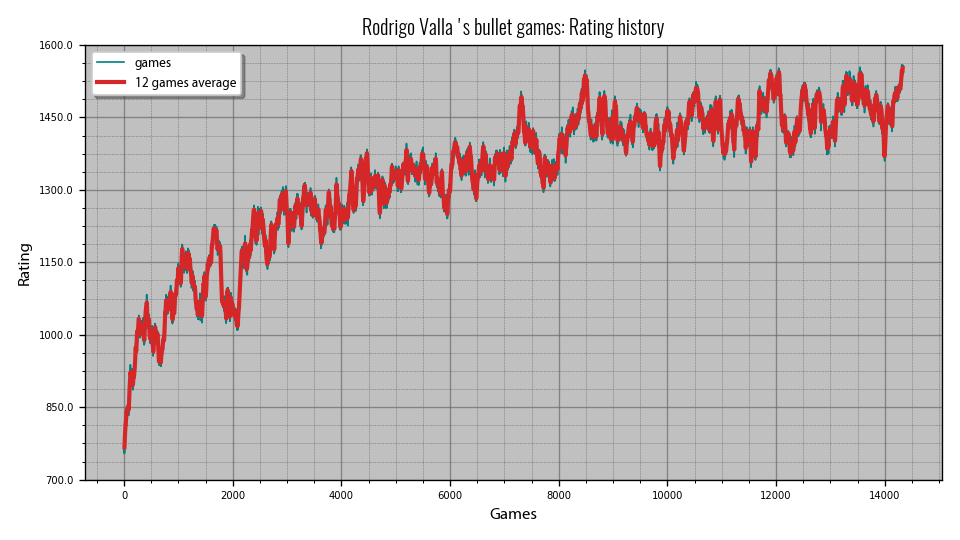 Rodrigo Valla 's bullet games: Rating history
games
12 games average
1600.0
1450.0
1300.0
1150.0
1000.0
850.0
700.0
Rating
0 2000 4000 6000 8000 10000 12000 14000
Games